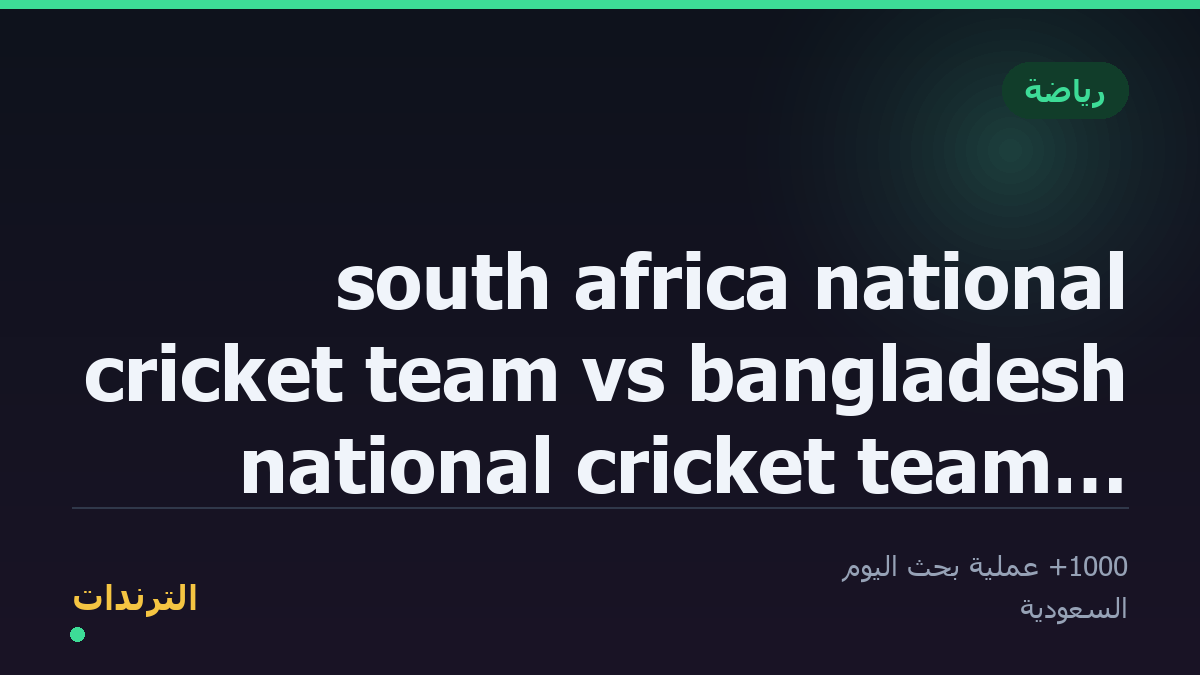 رياضة
south africa national
cricket team vs bangladesh
national cricket team...
1000+ عملية بحث اليوم
السعودية
الترندات